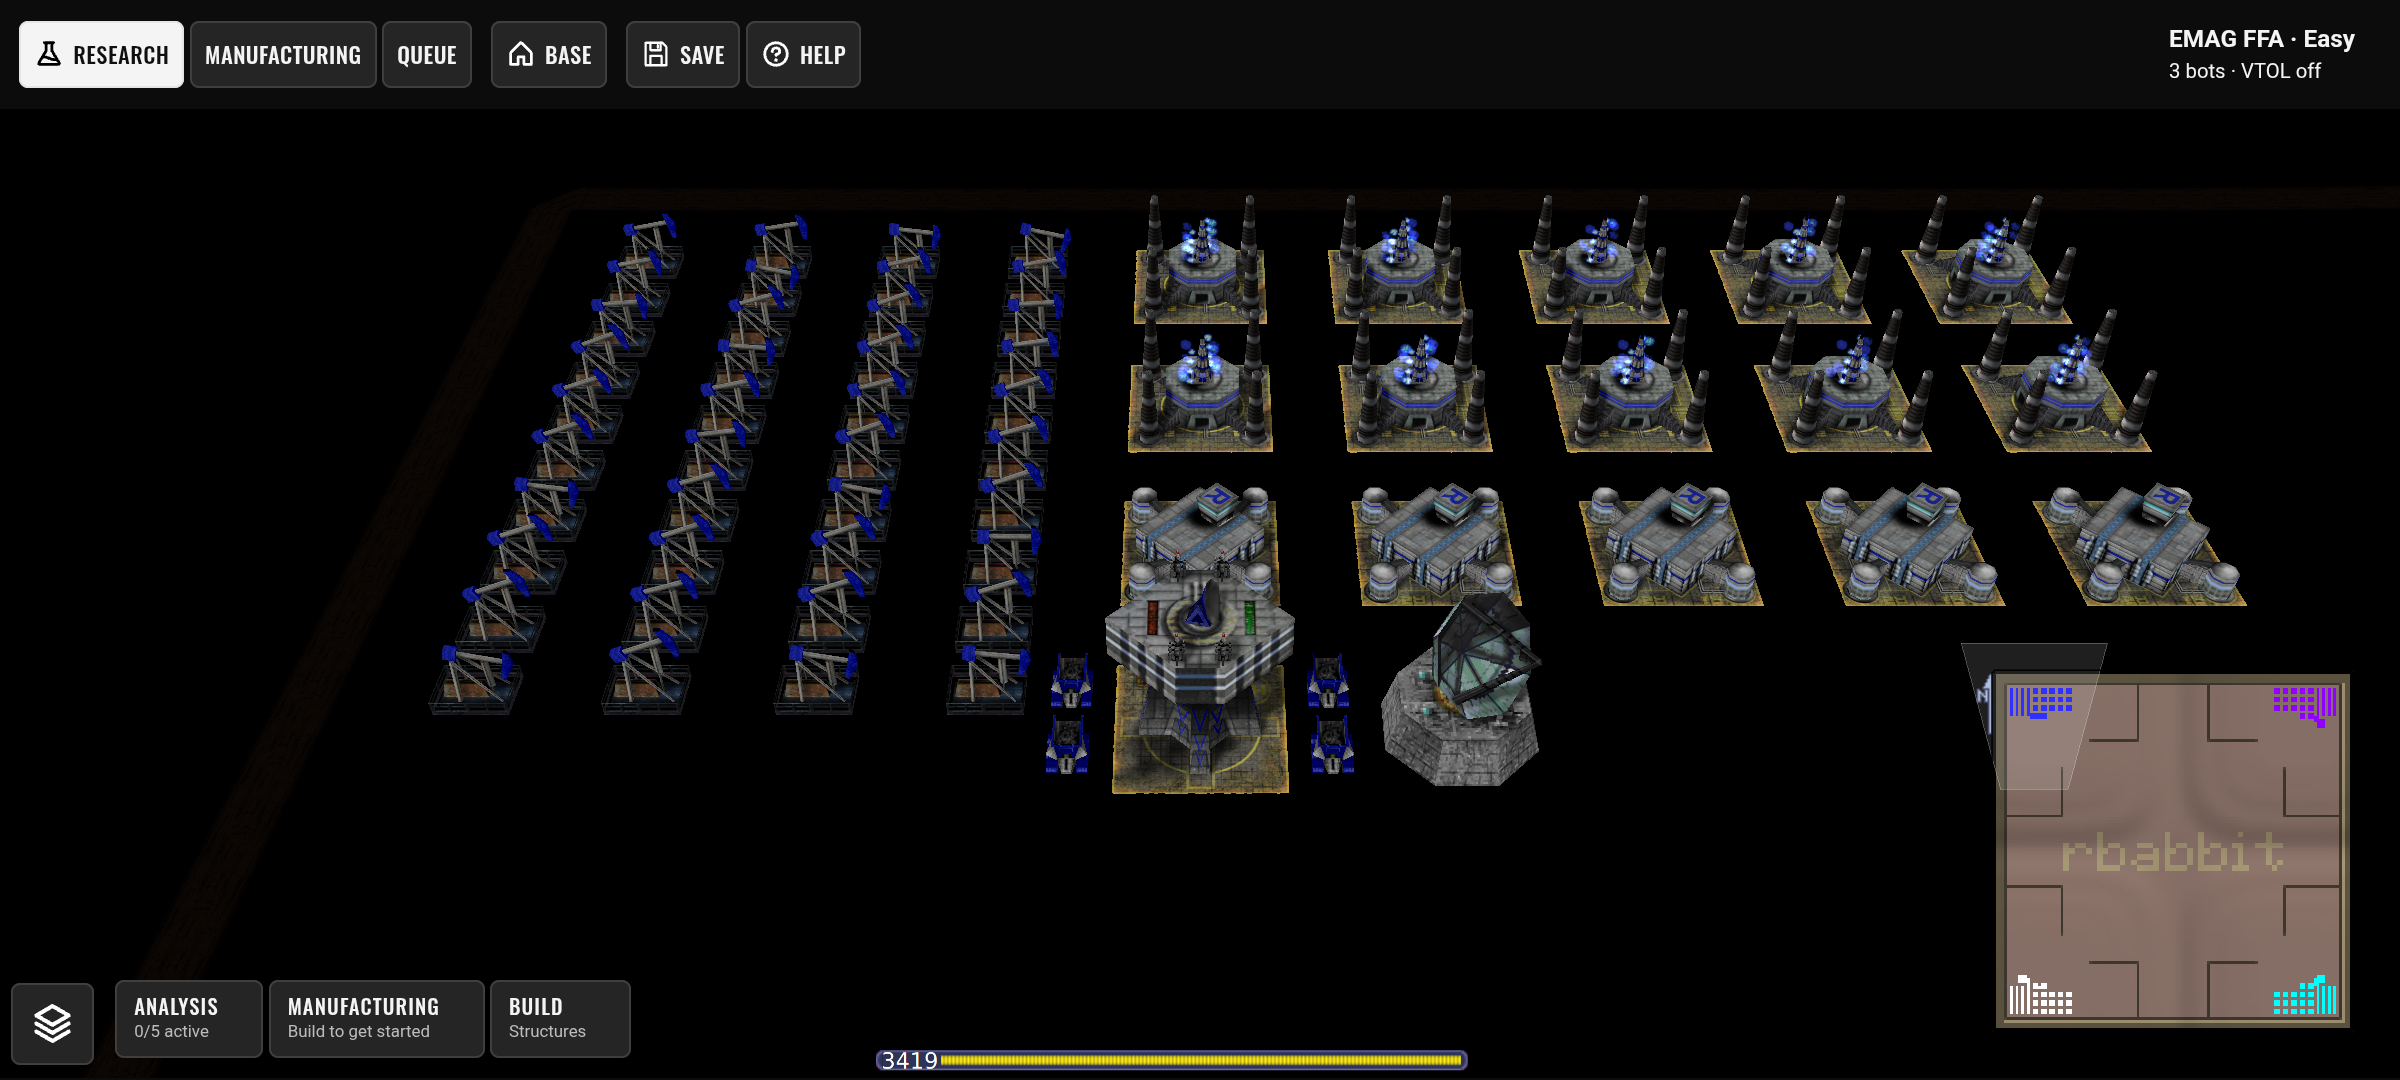 RESEARCH
MANUFACTURING
QUEUE
BASE
SAVE
HELP
EMAG FFA · Easy
3 bots · VTOL off
R R R R R
N
rbabbit
ANALYSIS
0/5 active
MANUFACTURING
Build to get started
BUILD
Structures
3419